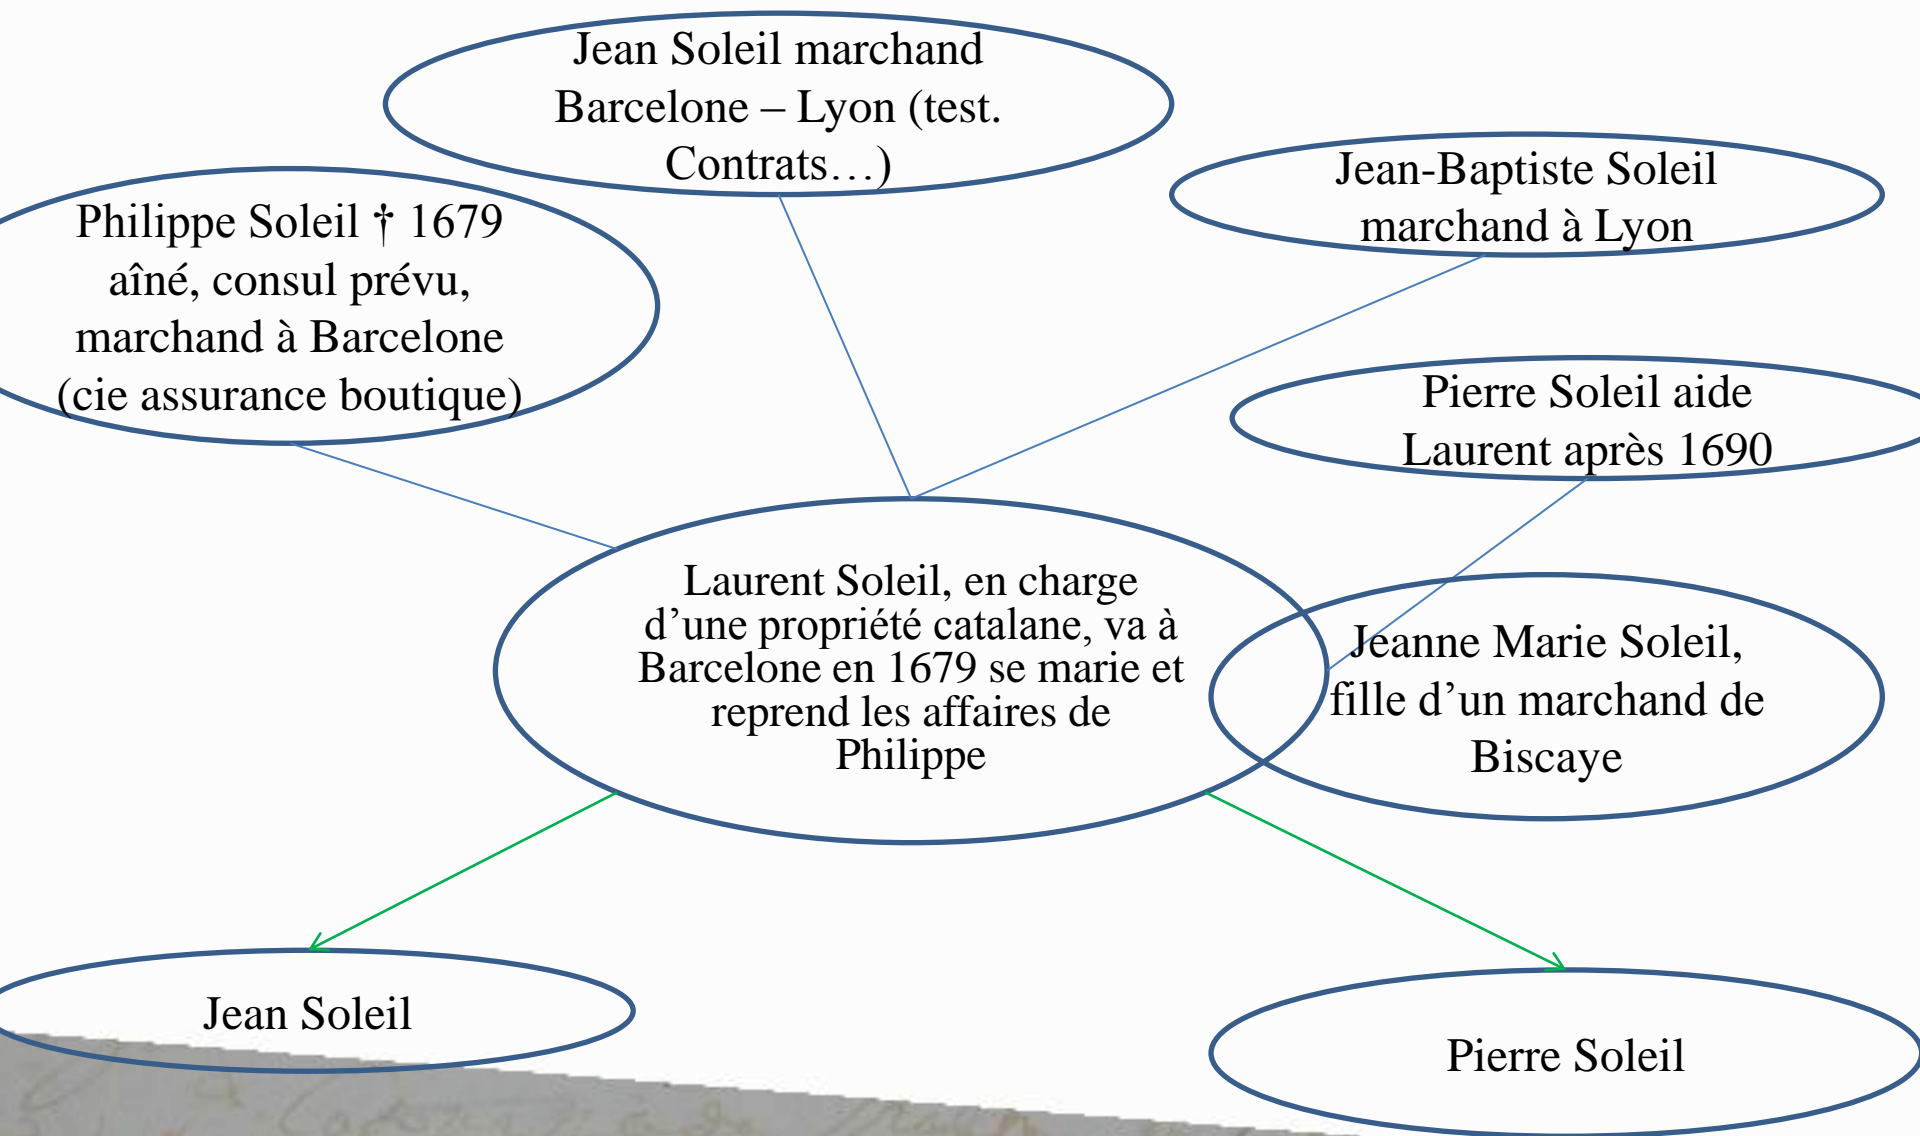 Jean Soleil marchand
Barcelone – Lyon (test.
Contrats…)
Jean-Baptiste Soleil
marchand à Lyon
Philippe Soleil † 1679
aîné, consul prévu,
marchand à Barcelone
(cie assurance boutique)
Pierre Soleil aide
Laurent après 1690
Laurent Soleil, en charge
d’une propriété catalane, va à
Barcelone en 1679 se marie et
reprend les affaires de
Philippe
Jeanne Marie Soleil,
fille d’un marchand de
Biscaye
Jean Soleil
Pierre Soleil